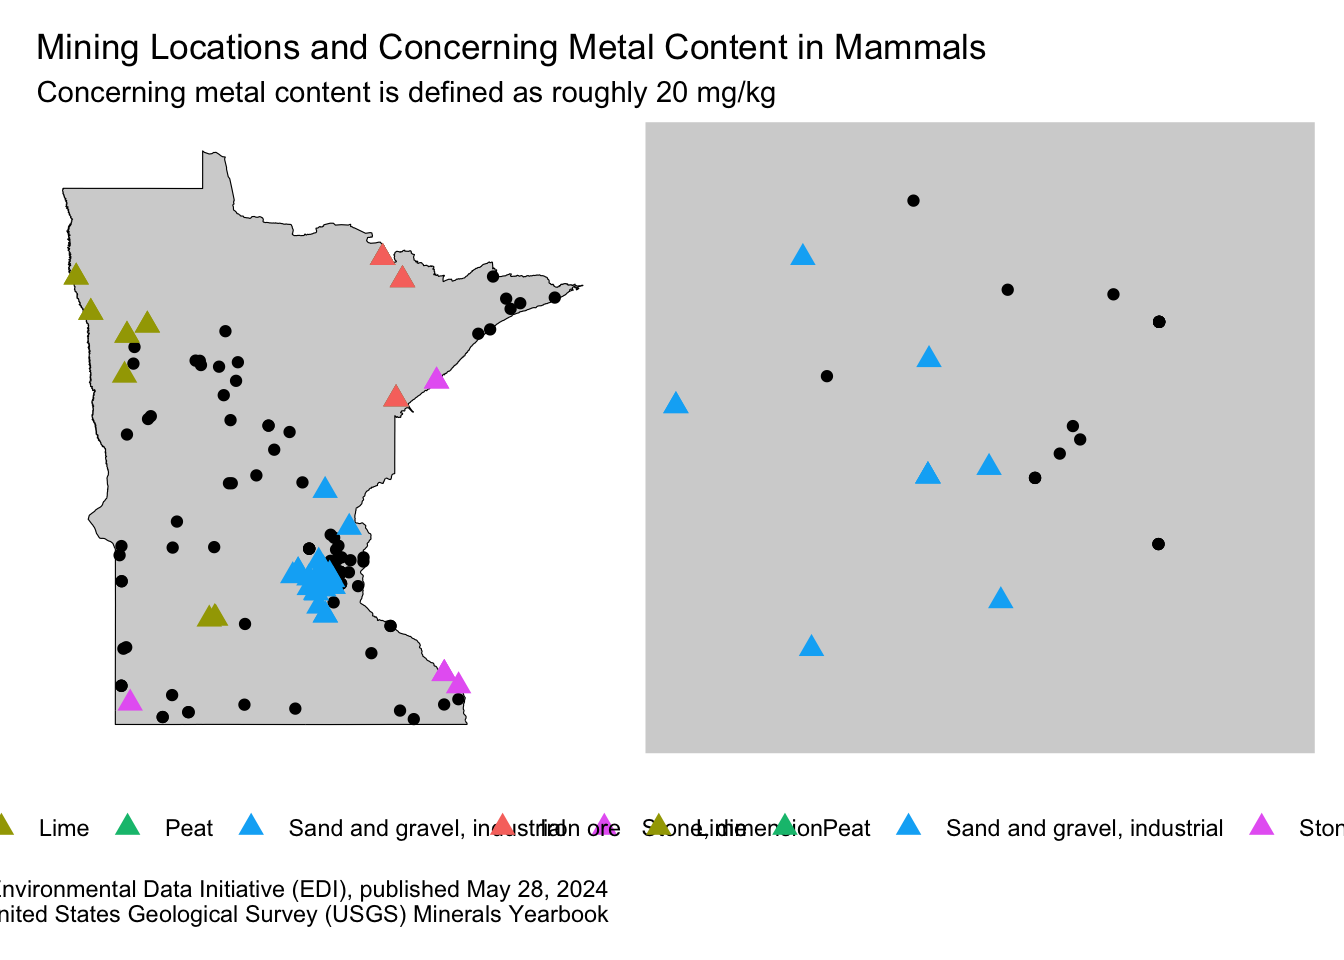 Mining Locations and Concerning Metal Content in Mammals
Concerning metal content is defined as roughly 20 mg/kg
Lime Peat Sand and gravel, industrial Iron ore Stone, dimension Lime Peat Sand and gravel, industrial
Environmental Data Initiative (EDI), published May 28, 2024
United States Geological Survey (USGS) Minerals Yearbook